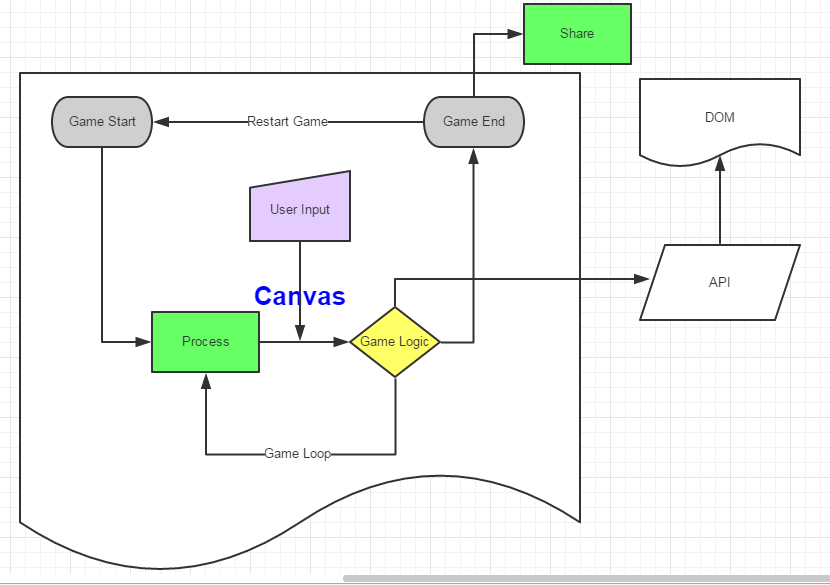 Share
DOM
Game Start
Restart Game
Game End
User Input
API
Canvas
Process
Game Logic
Game Loop